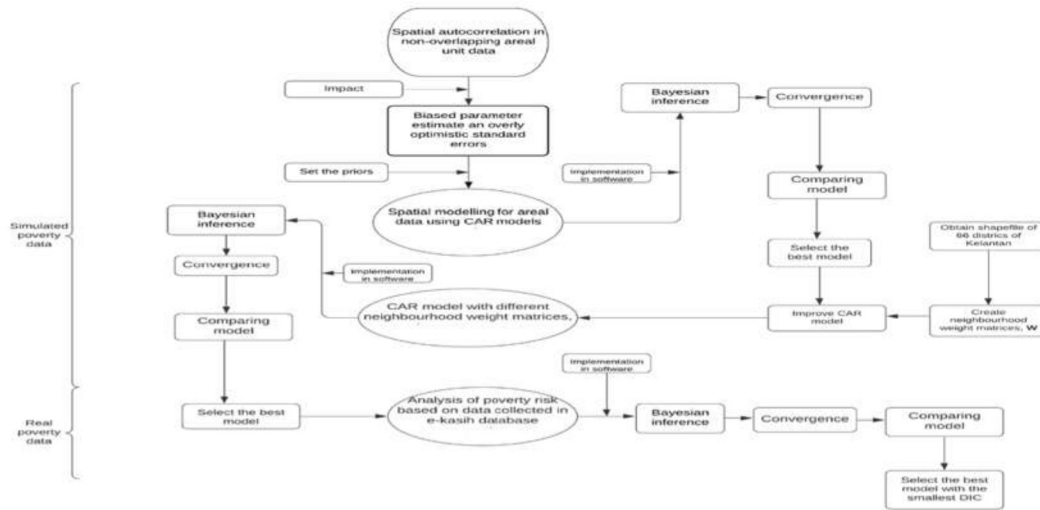 Spatial autocorrelation in
non-overlapping areal
unit data
Impact
Biased parameter
estimate an overly
optimistic standard
errors
Set the priors
Spatial modelling for areal
data using CAR models
Implementation
in software
Bayesian
inference
Convergence
Comparing
model
Select the
best model
Improve CAR
model
Obtain shapefile of
66 districs of
Kelantan
Create
neighbourhood
weight matrices, W
CAR model with different
neighbourhood weight matrices,
Implementation
in software
Bayesian
inference
Convergence
Comparing
model
Simulated
poverty
data
Select the best
model
Analysis of poverty risk
based on data collected in
e-kasih database
Implementation
in software
Bayesian
inference
Convergence
Comparing
model
Select the best
model with the
smallest DIC
Real
poverty
data